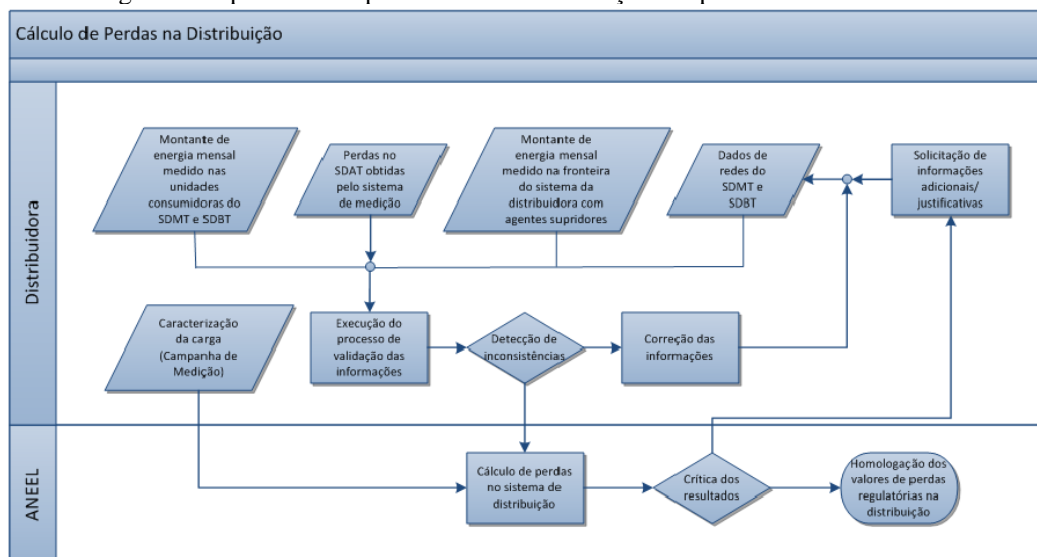 Cálculo de Perdas na Distribuição
Distribuidora
Montante de
energia mensal
medido nas
unidades
consumidoras do
SDMT e SDBT
Perdas no
SDAT obtidas
pelo sistema
de medição
Montante de
energia mensal
medido na fronteira
do sistema da
distribuidora com
agentes supridores
Dados de
redes do
SDMT e
SDBT
Solicitação de
informações
adicionais/
justificativas
Caracterização
da carga
(Campanha de
Medição)
Execução do
processo de
validação das
informações
Detecção de
inconsistências
Correção das
informações
ANEEL
Cálculo de perdas
no sistema de
distribuição
Crítica dos
resultados
Homologação dos
valores de perdas
regulatórias na
distribuição